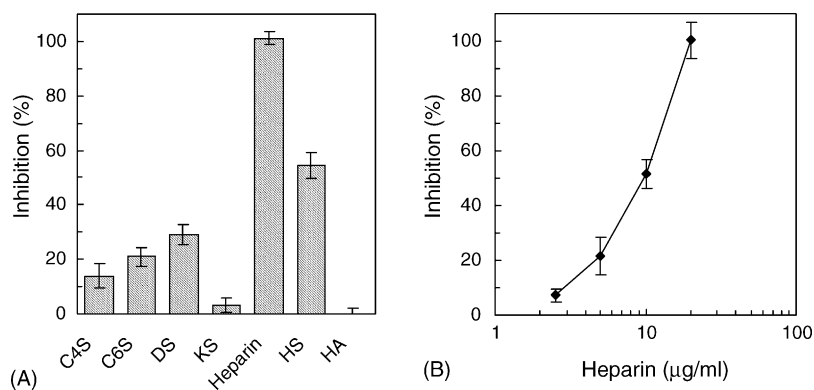 100
80
60
40
20
0
Inhibition (%)
C4S
C6S
DS
KS
Heparin
HS
HA
(A)
100
80
60
40
20
0
Inhibition (%)
1
10
100
Heparin (μg/ml)
(B)